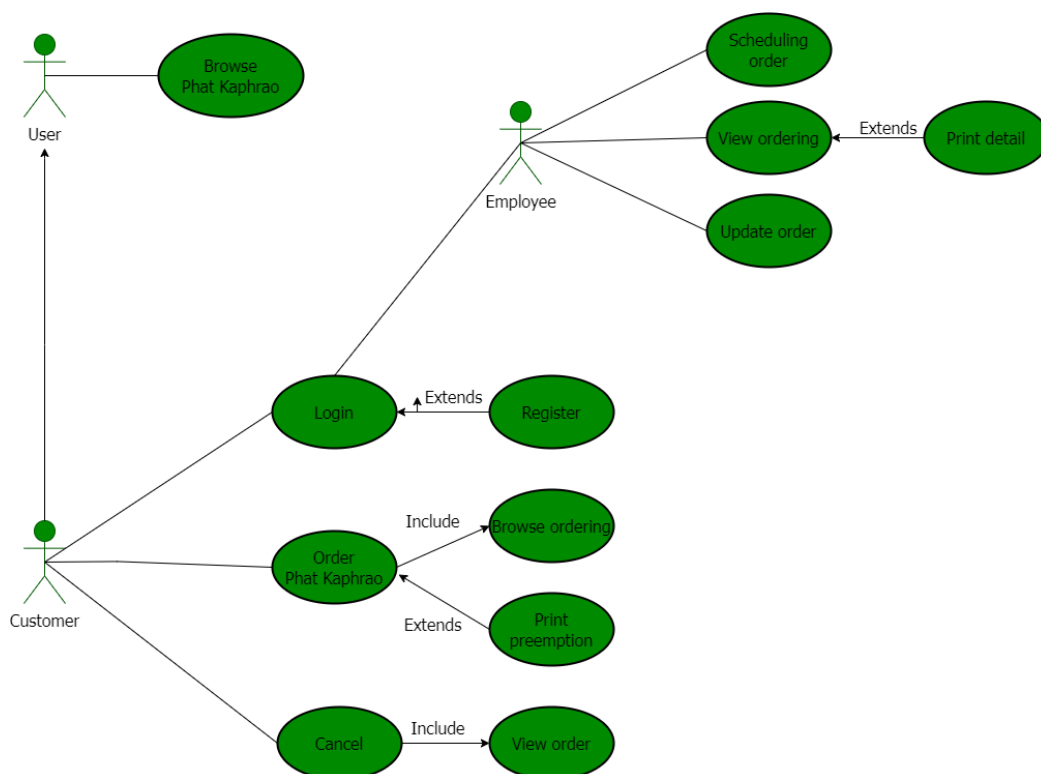 Browse
Phat Kaphrao
User
Scheduling
order
View ordering
Extends
Print detail
Employee
Update order
Login
Extends
Register
Customer
Order
Phat Kaphrao
Include
Browse ordering
Extends
Print
preemption
Cancel
Include
View order